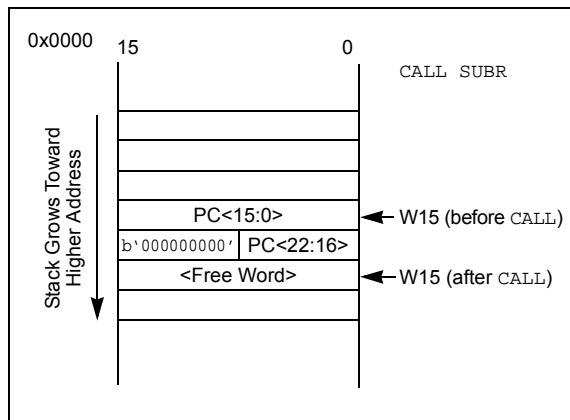 0x0000
15 0
CALL SUBR
Stack Grows Toward
Higher Address
PC<15:0>
W15 (before CALL)
b‘000000000’ PC<22:16>
<Free Word>
W15 (after CALL)